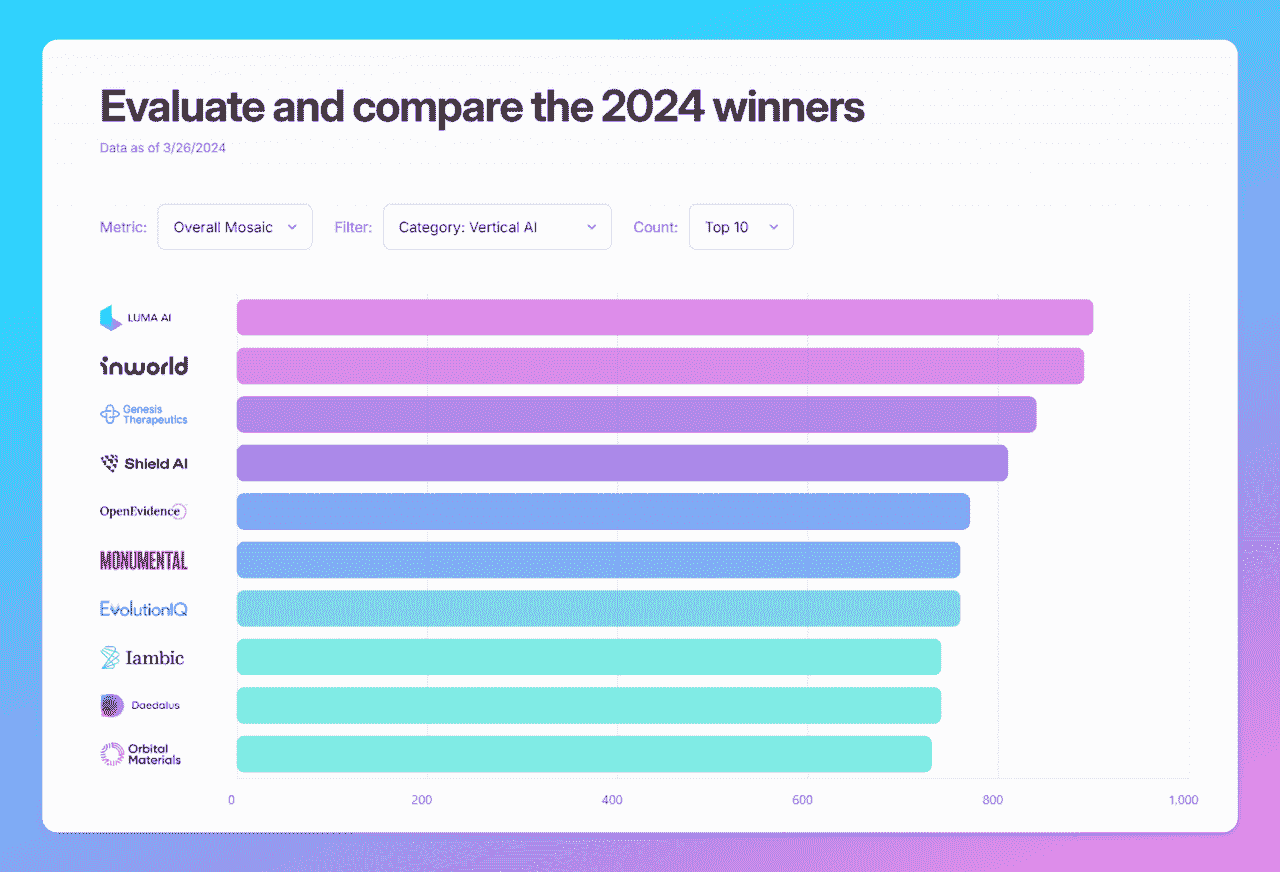 Evaluate and compare the 2024 winners
Data as of 3/26/2024
Metric: Overall Mosaic Filter: Category: Vertical AI Count: Top 10
LUMA AI
inworld
Genesis
Therapeutics
Shield AI
OpenEvidence
MONUMENTAL
EvolutionIQ
Iambic
Daedalus
Orbital
Materials
0 200 400 600 800 1,000